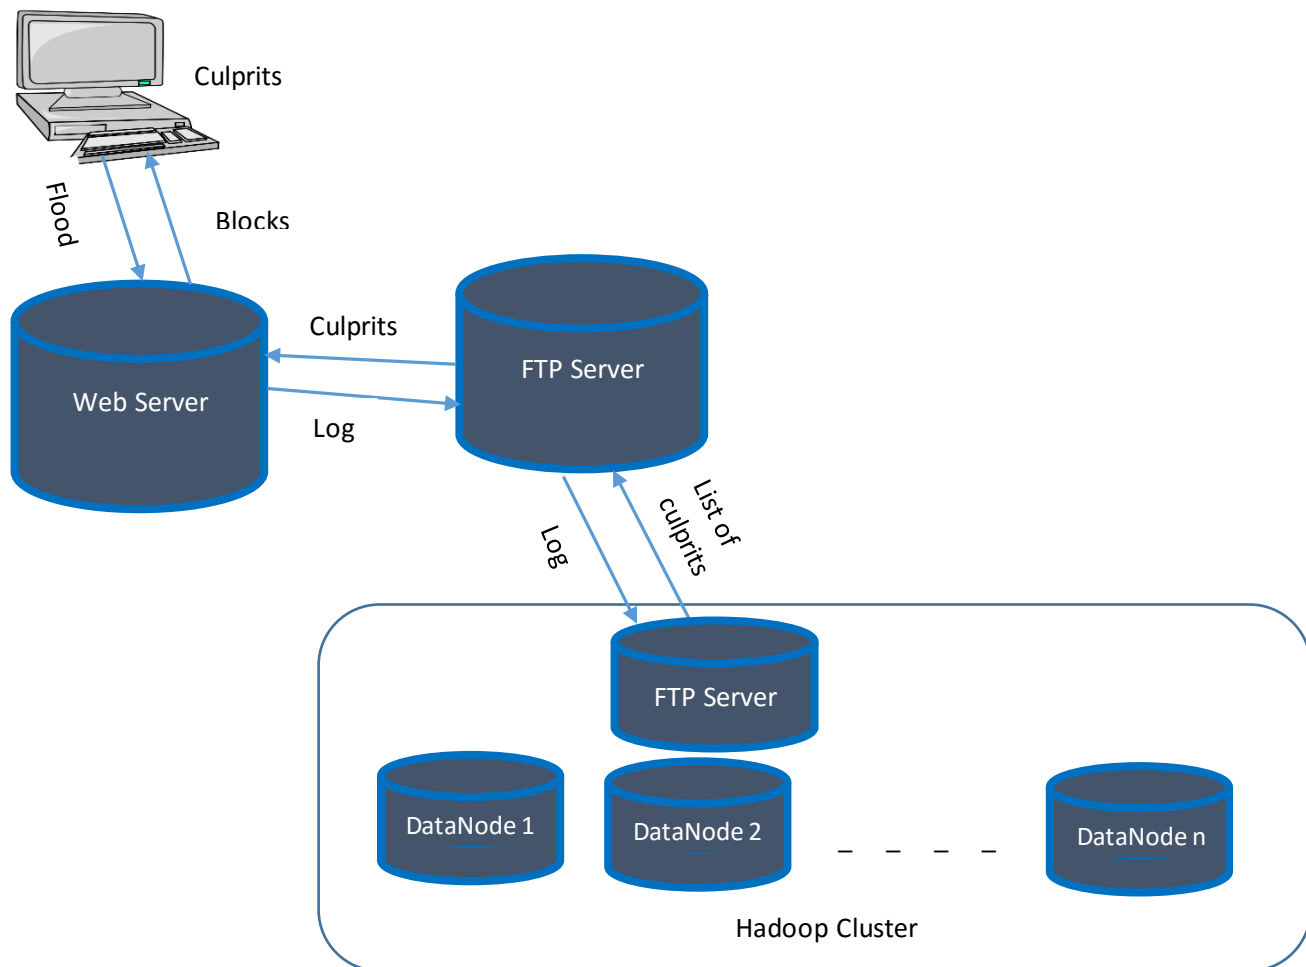 Culprits
Flood
Blocks
Culprits
FTP Server
Web Server
Log
List of
culprits
Log
FTP Server
DataNode 1
DataNode 2
_ _ _ _
DataNode n
Hadoop Cluster